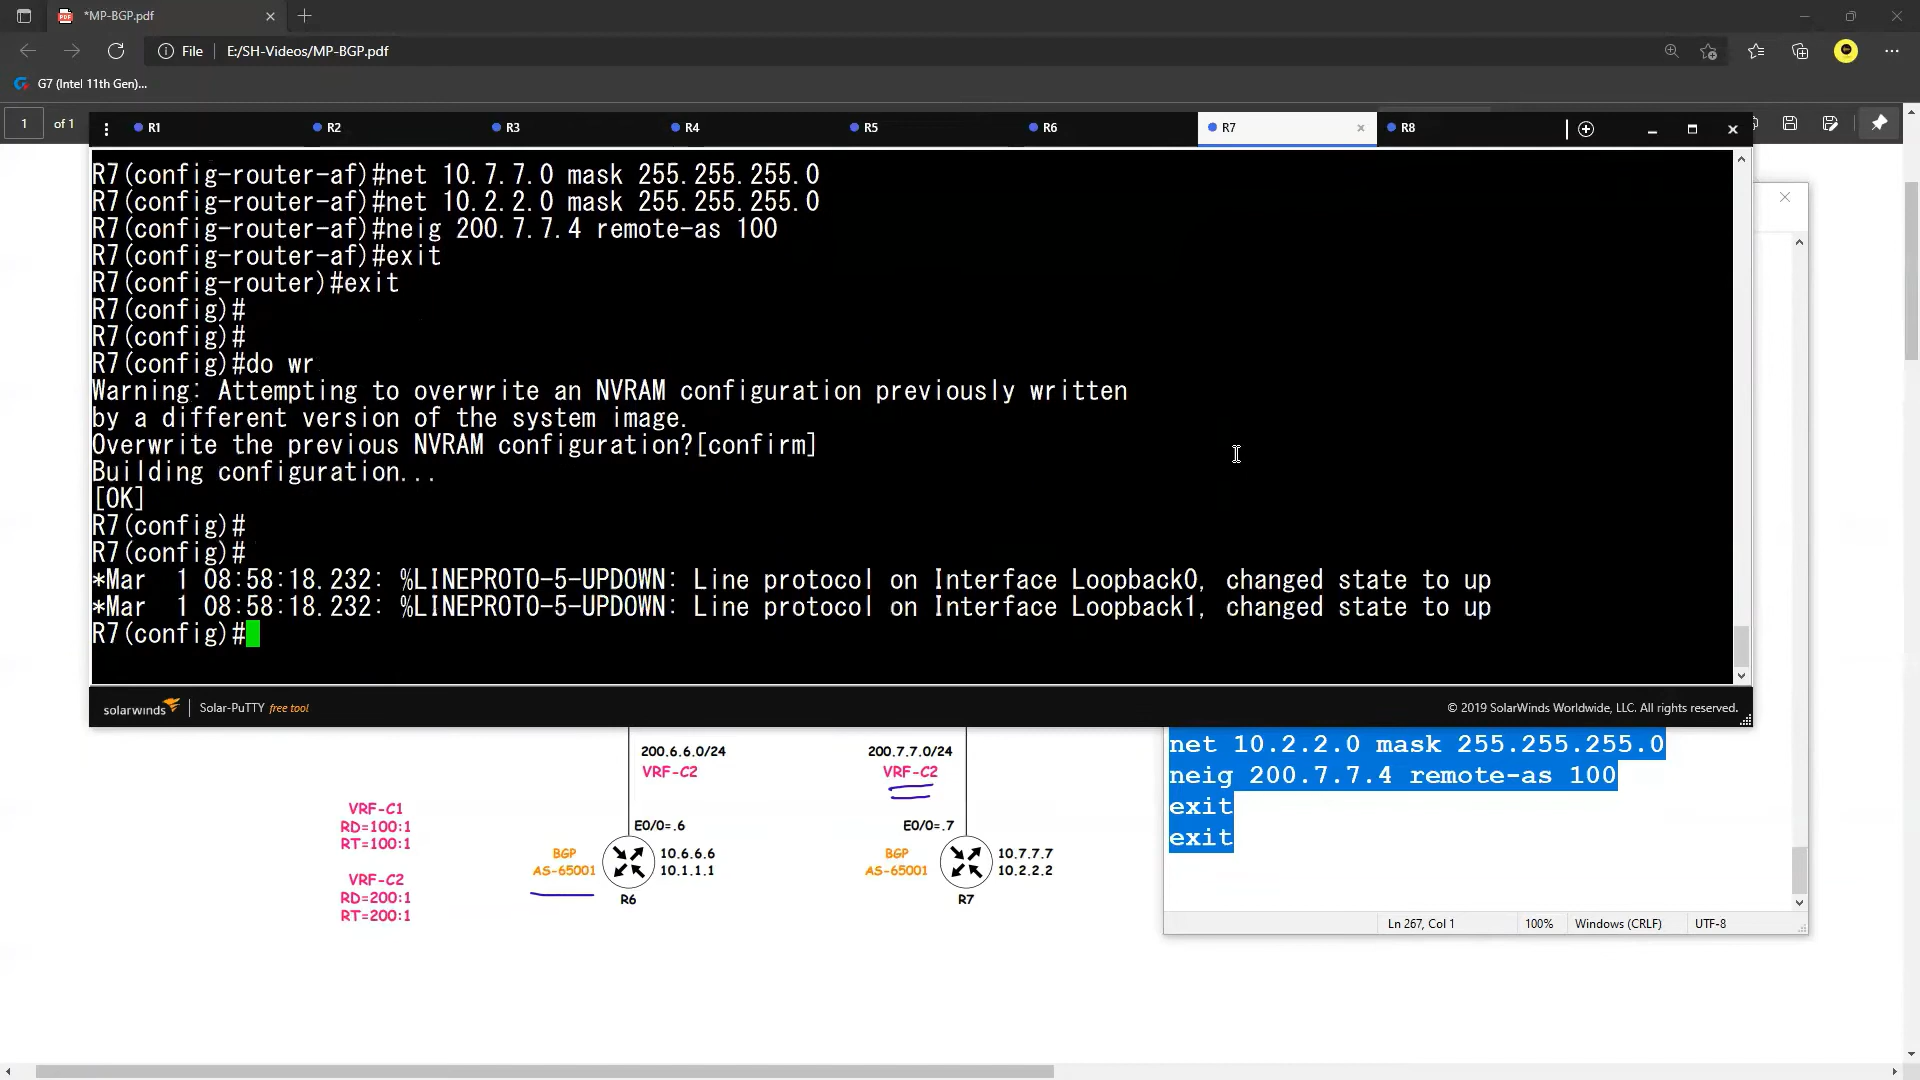 *MP-BGP.pdf
File
E:/SH-Videos/MP-BGP.pdf
G7 (Intel 11th Gen)...
1 of 1
R1 R2 R3 R4 R5 R6 R7 R8
R7(config-router-af)#net 10.7.7.0 mask 255.255.255.0
R7(config-router-af)#net 10.2.2.0 mask 255.255.255.0
R7(config-router-af)#neig 200.7.7.4 remote-as 100
R7(config-router-af)#exit
R7(config-router)#exit
R7(config)#
R7(config)#
R7(config)#do wr
Warning: Attempting to overwrite an NVRAM configuration previously written
by a different version of the system image.
Overwrite the previous NVRAM configuration?[confirm]
Building configuration...
[OK]
R7(config)#
R7(config)#
*Mar  1 08:58:18.232: %LINEPROTO-5-UPDOWN: Line protocol on Interface Loopback0, changed state to up
*Mar  1 08:58:18.232: %LINEPROTO-5-UPDOWN: Line protocol on Interface Loopback1, changed state to up
R7(config)#
solarwinds
Solar-PuTTY free tool
© 2019 SolarWinds Worldwide, LLC. All rights reserved.
200.6.6.0/24
VRF-C2
200.7.7.0/24
VRF-C2
VRF-C1
RD=100:1
RT=100:1
VRF-C2
RD=200:1
RT=200:1
E0/0=.6
BGP
AS-65001
10.6.6.6
10.1.1.1
R6
E0/0=.7
BGP
AS-65001
10.7.7.7
10.2.2.2
R7
net 10.2.2.0 mask 255.255.255.0
neig 200.7.7.4 remote-as 100
exit
exit
Ln 267, Col 1
100%
Windows (CRLF)
UTF-8